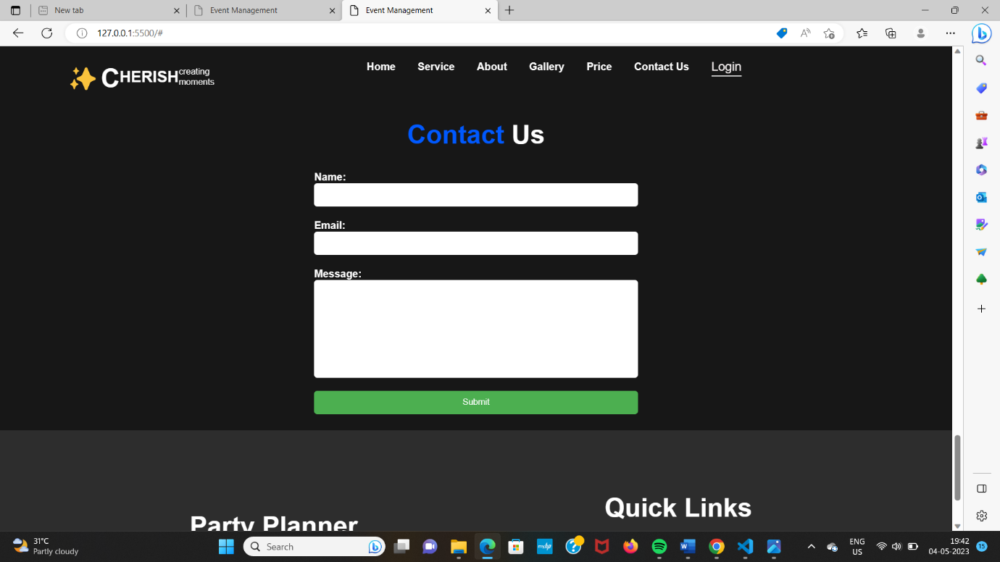 New tab
Event Management
Event Management
127.0.0.1:5500/#
CHERISH creating moments
Home Service About Gallery Price Contact Us Login
Contact Us
Name:
Email:
Message:
Submit
Party Planner
Quick Links
31°C
Partly cloudy
Search
myhp
ENG
US
19:42
04-05-2023
15